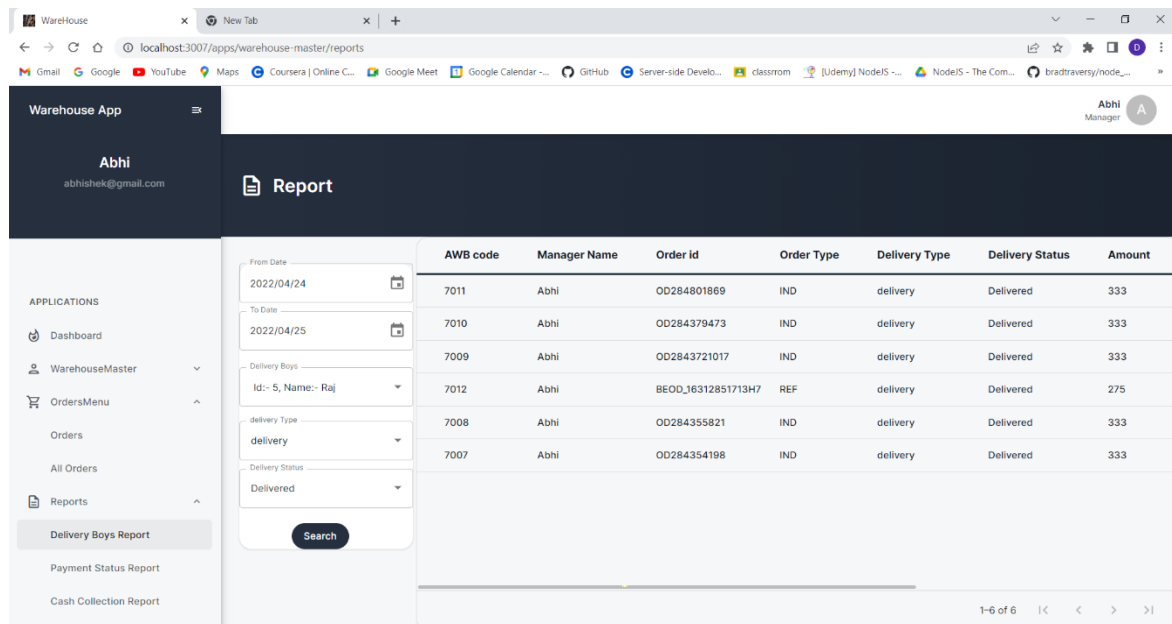 WareHouse
New Tab
localhost:3007/apps/warehouse-master/reports
D
Gmail Google YouTube Maps Coursera | Online C... Google Meet Google Calendar -... GitHub Server-side Develo... classrrom [Udemy] NodeJS -... NodeJS - The Com... bradtraversy/node_... »
Warehouse App
Abhi
Manager
A
Abhi
abhishek@gmail.com
Report
APPLICATIONS
Dashboard
WarehouseMaster
OrdersMenu
Orders
All Orders
Reports
Delivery Boys Report
Payment Status Report
Cash Collection Report
From Date
2022/04/24
To Date
2022/04/25
Delivery Boys
Id:- 5, Name:- Raj
delivery Type
delivery
Delivery Status
Delivered
Search
AWB code Manager Name Order id Order Type Delivery Type Delivery Status Amount
7011 Abhi OD284801869 IND delivery Delivered 333
7010 Abhi OD284379473 IND delivery Delivered 333
7009 Abhi OD2843721017 IND delivery Delivered 333
7012 Abhi BEOD_16312851713H7 REF delivery Delivered 275
7008 Abhi OD284355821 IND delivery Delivered 333
7007 Abhi OD284354198 IND delivery Delivered 333
1–6 of 6